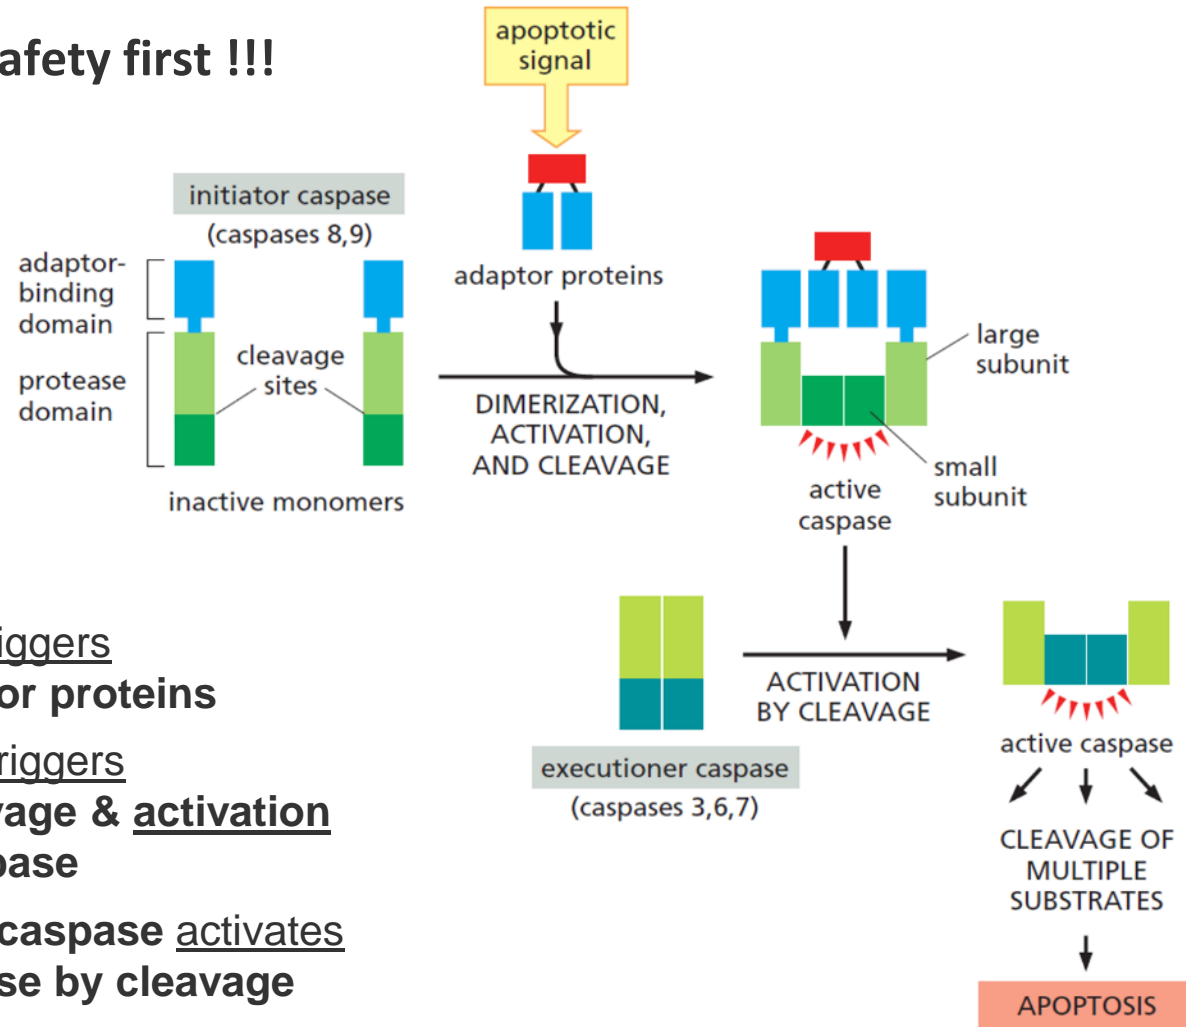 afety first !!!
apoptotic
signal
initiator caspase
(caspases 8,9)
adaptor-
binding
domain
protease
domain
cleavage
sites
inactive monomers
adaptor proteins
DIMERIZATION,
ACTIVATION,
AND CLEAVAGE
large
subunit
small
subunit
active
caspase
iggers
or proteins
riggers
vage & activation
pase
caspase activates
se by cleavage
executioner caspase
(caspases 3,6,7)
ACTIVATION
BY CLEAVAGE
active caspase
CLEAVAGE OF
MULTIPLE
SUBSTRATES
APOPTOSIS